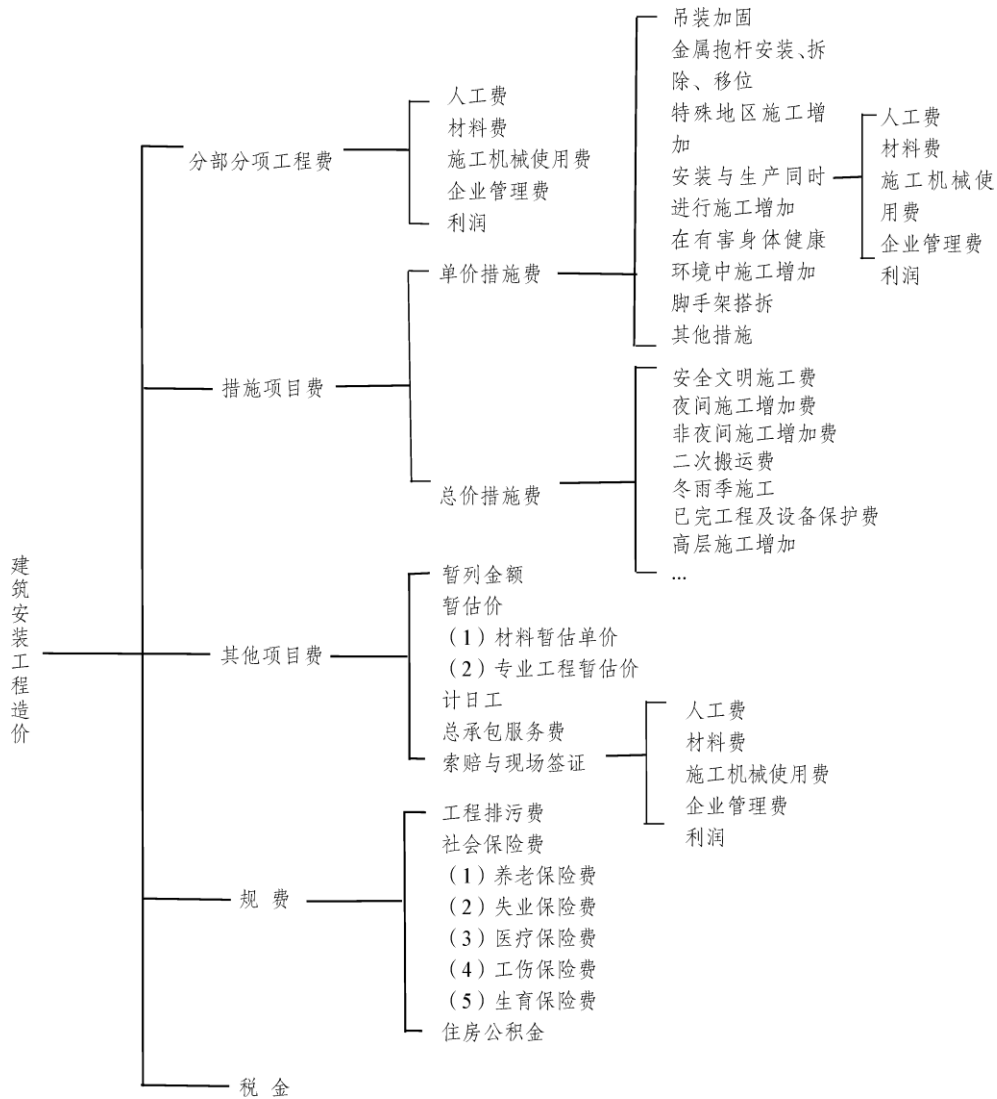 建筑安装工程造价
分部分项工程费
人工费
材料费
施工机械使用费
企业管理费
利润
措施项目费
单价措施费
吊装加固
金属抱杆安装、拆
除、移位
特殊地区施工增
加
安装与生产同时
进行施工增加
在有害身体健康
环境中施工增加
脚手架搭拆
其他措施
人工费
材料费
施工机械使
用费
企业管理费
利润
总价措施费
安全文明施工费
夜间施工增加费
非夜间施工增加费
二次搬运费
冬雨季施工
已完工程及设备保护费
高层施工增加
...
其他项目费
暂列金额
暂估价
（1）材料暂估单价
（2）专业工程暂估价
计日工
总承包服务费
索赔与现场签证
人工费
材料费
施工机械使用费
企业管理费
利润
规 费
工程排污费
社会保险费
（1）养老保险费
（2）失业保险费
（3）医疗保险费
（4）工伤保险费
（5）生育保险费
住房公积金
税 金